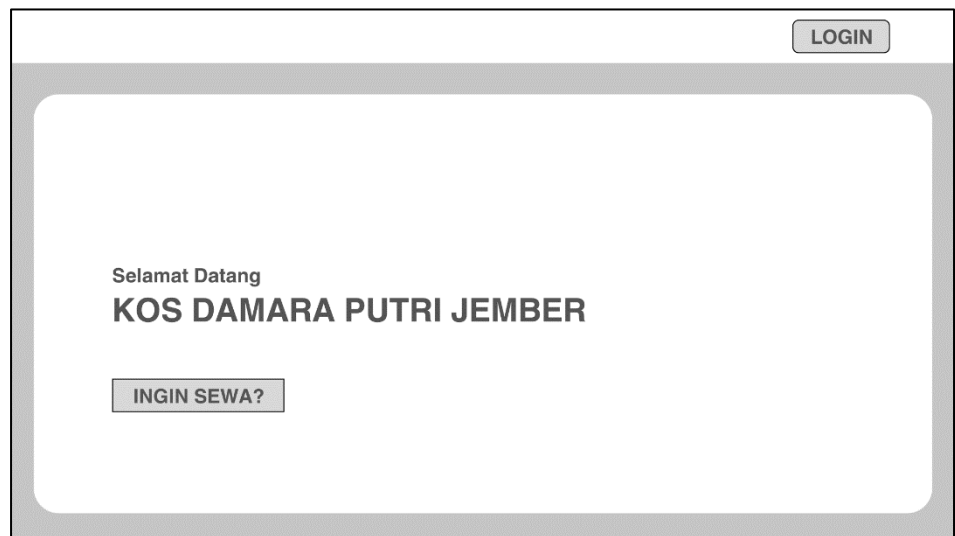 LOGIN
Selamat Datang
KOS DAMARA PUTRI JEMBER
INGIN SEWA?